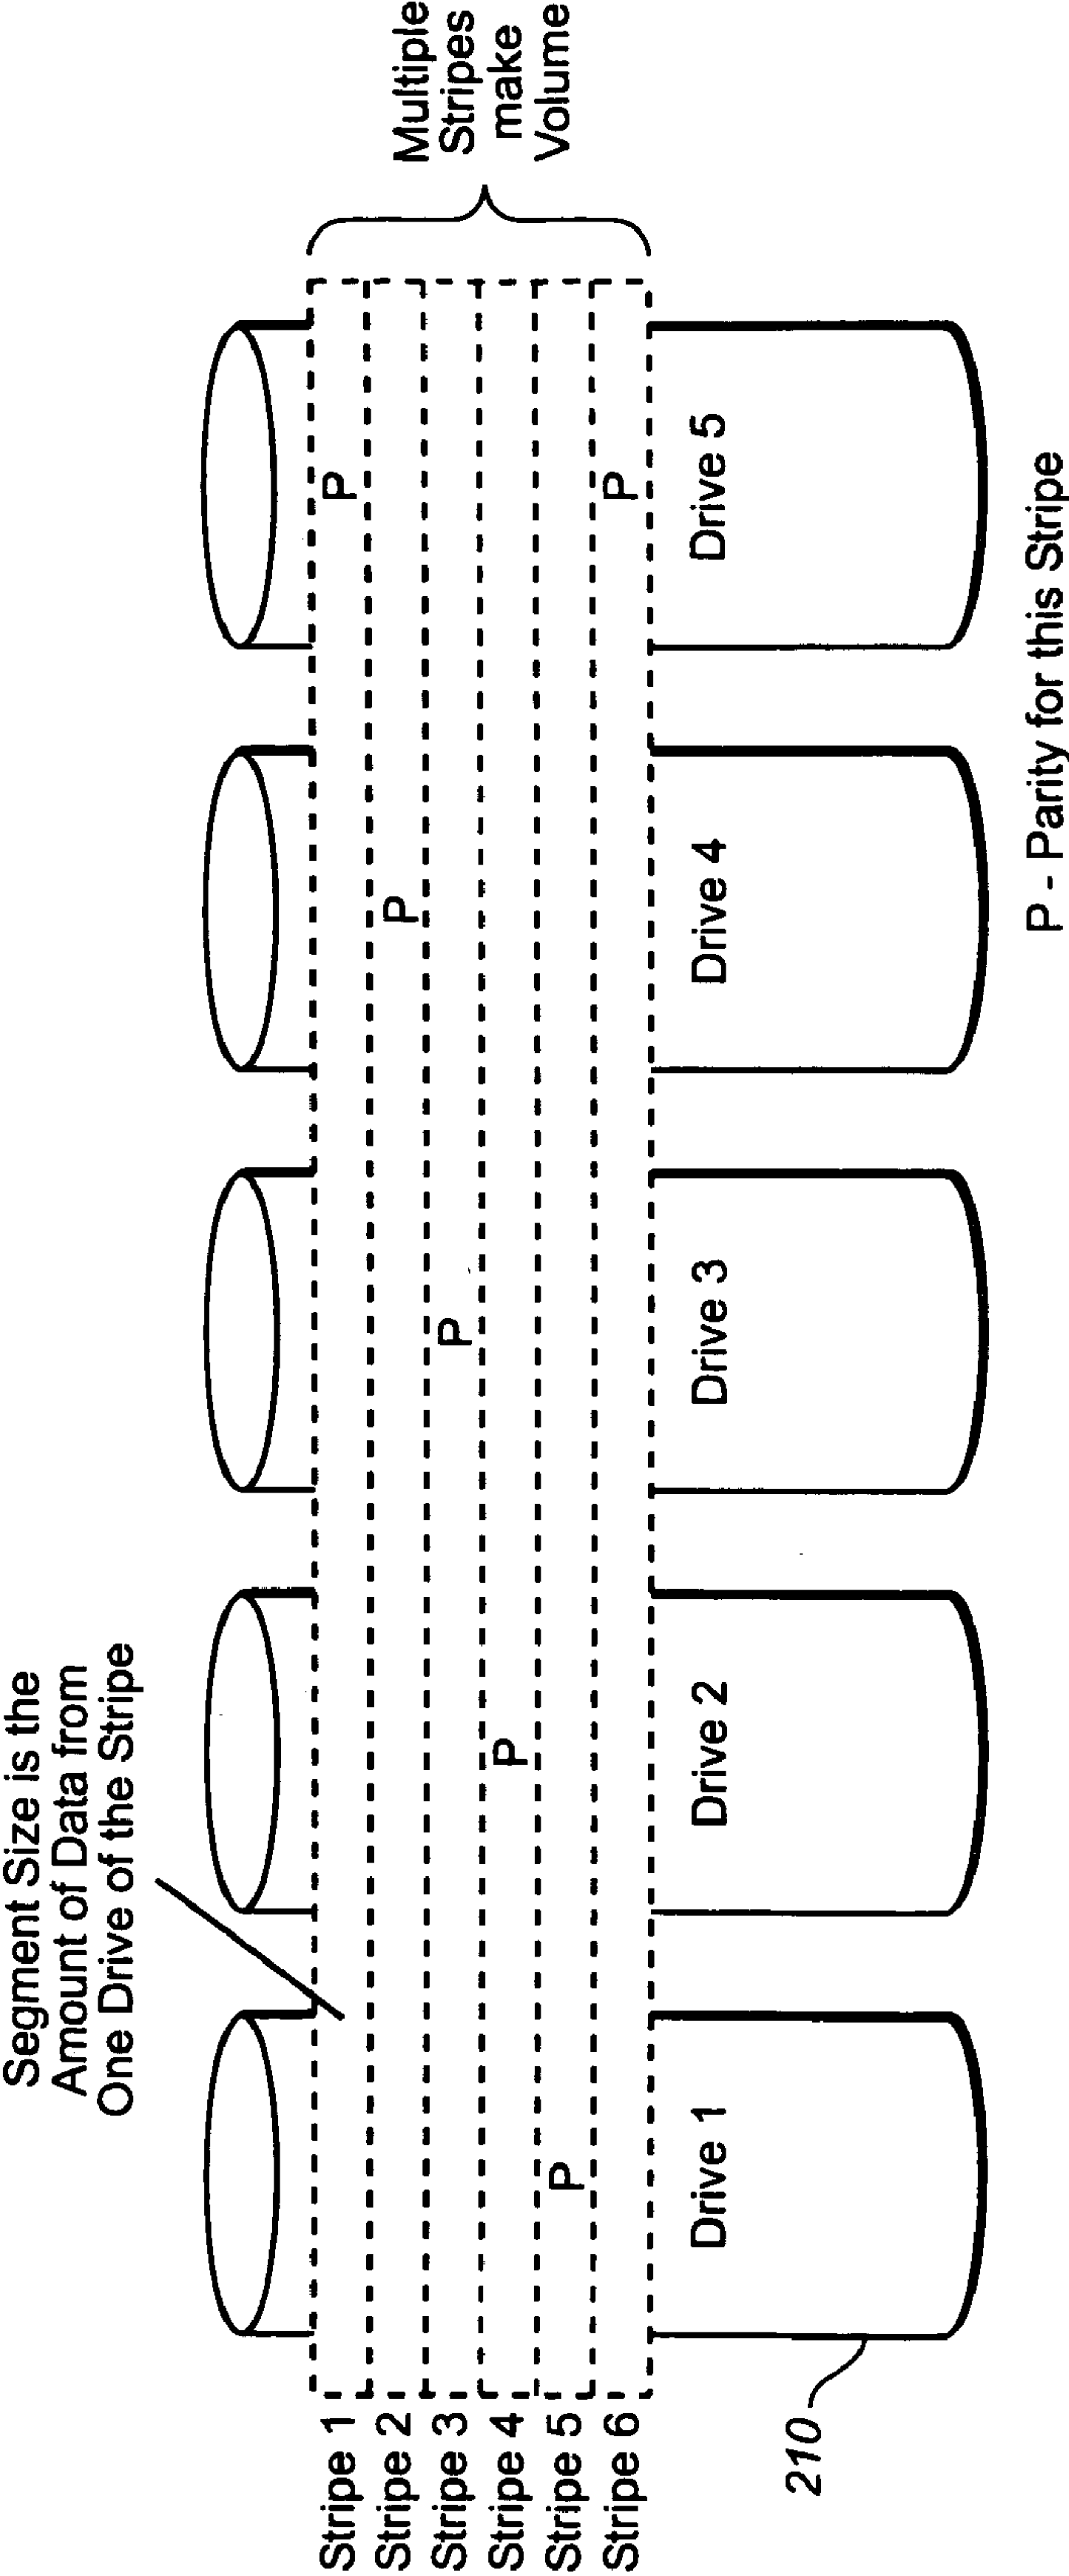 Segment Size is the
Amount of Data from
One Drive of the Stripe
Multiple
Stripes
make
Volume
Stripe 1
P
Stripe 2
P
Stripe 3
P
Stripe 4
P
Stripe 5
P
Stripe 6
P
Drive 1
Drive 2
Drive 3
Drive 4
Drive 5
210
P - Parity for this Stripe